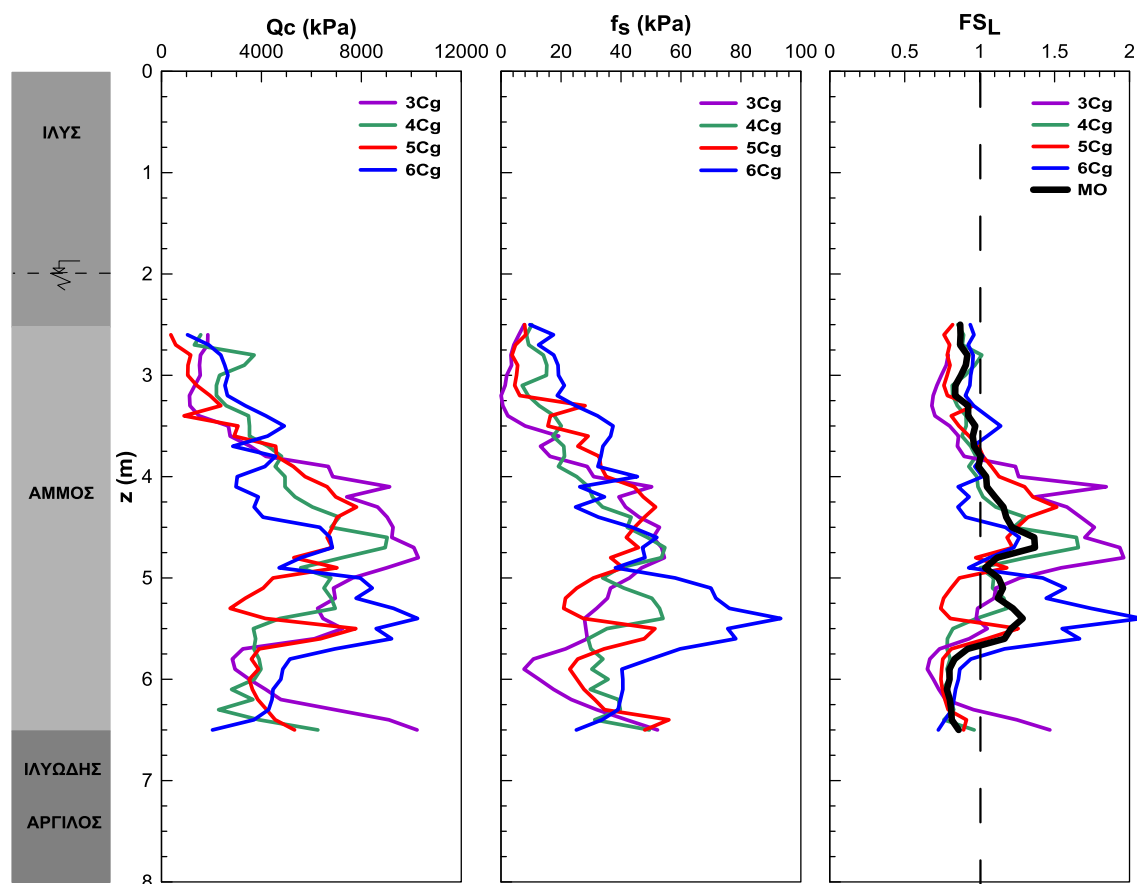 Qc (kPa)
0 4000 8000 12000
fs (kPa)
0 20 40 60 80 100
FSL
0 0.5 1 1.5 2
3Cg
4Cg
5Cg
6Cg
3Cg
4Cg
5Cg
6Cg
3Cg
4Cg
5Cg
6Cg
MO
z (m)
0
1
2
3
4
5
6
7
8
ΙΛΥΣ
ΑΜΜΟΣ
ΙΛΥΩΔΗΣ
ΑΡΓΙΛΟΣ